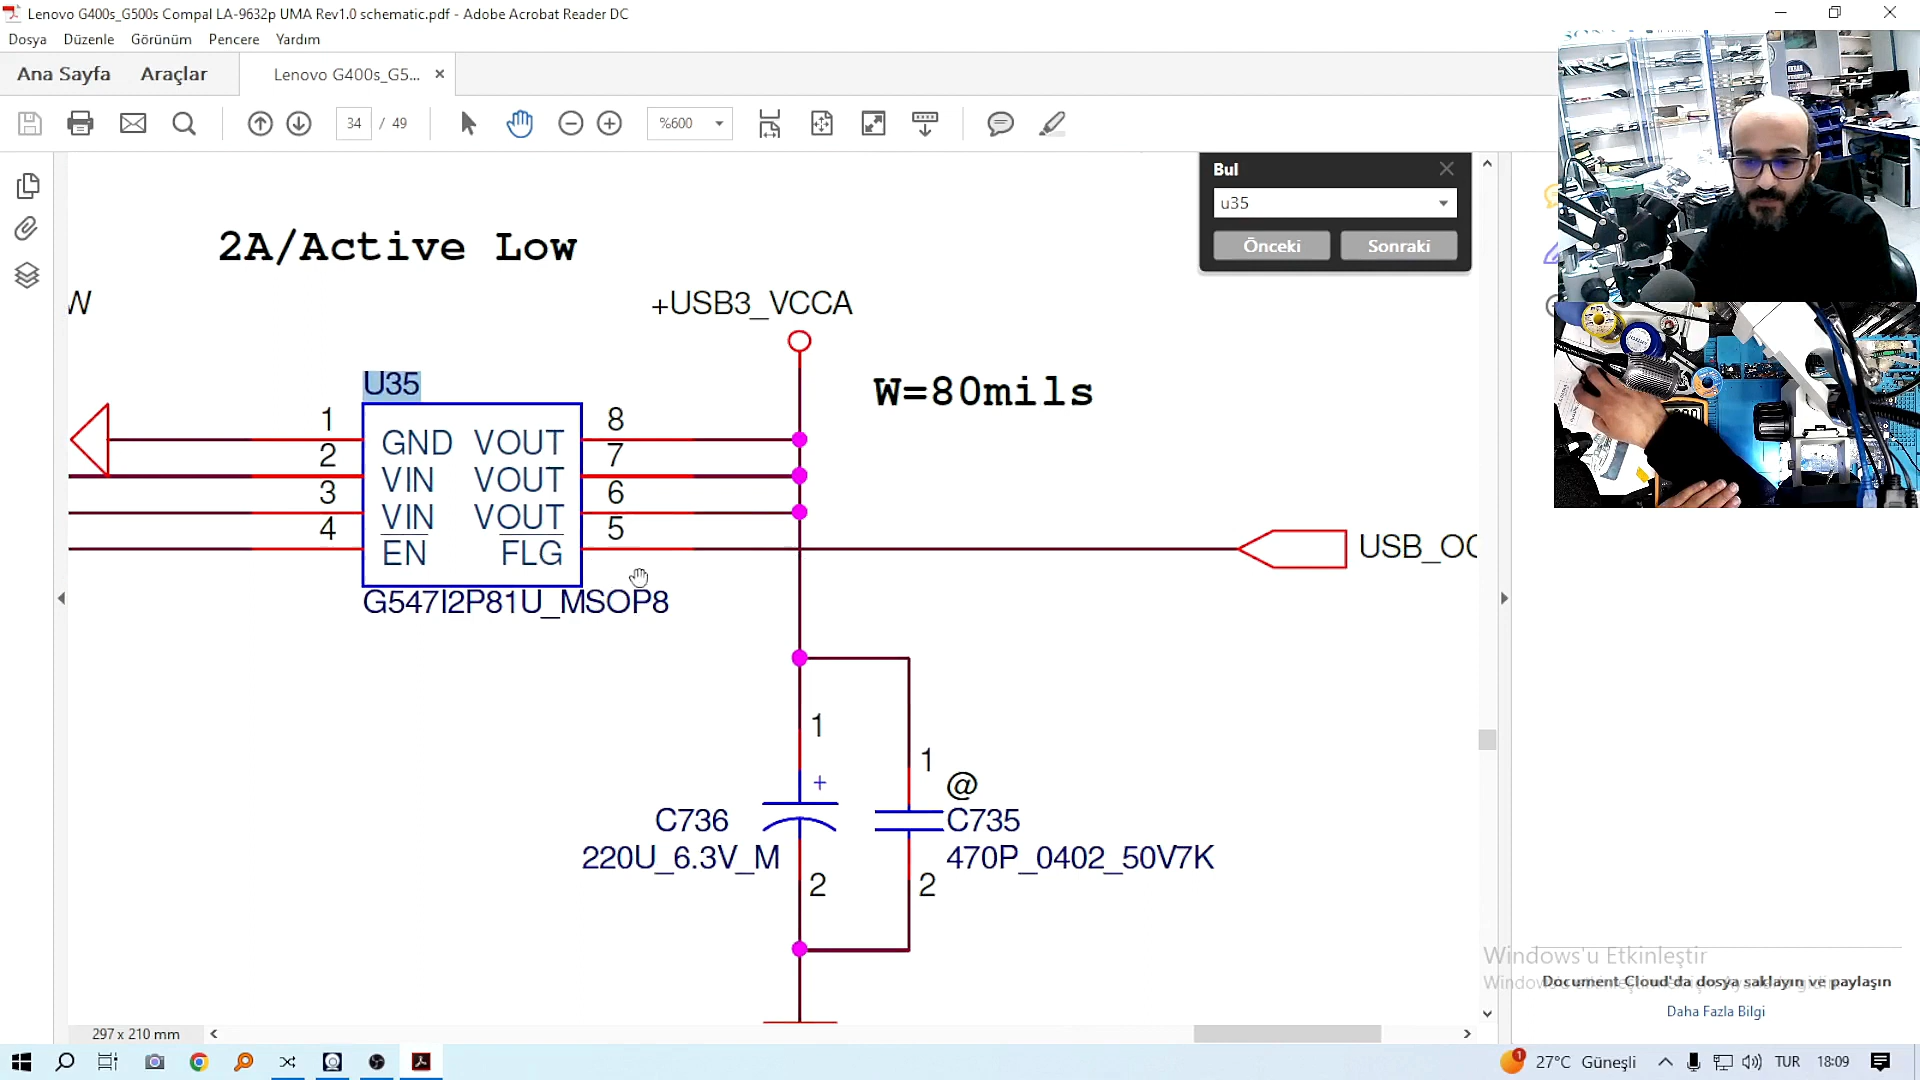 Lenovo G400s_G500s Compal LA-9632p UMA Rev1.0 schematic.pdf - Adobe Acrobat Reader DC
Dosya Düzenle Görünüm Pencere Yardım
Ana Sayfa Araçlar Lenovo G400s_G5... ×
34 / 49 %600
Bul
u35
Önceki Sonraki
2A/Active Low
W
+USB3_VCCA
W=80mils
U35
1 GND VOUT 8
2 VIN VOUT 7
3 VIN VOUT 6
4 EN FLG 5
USB_OC
G547I2P81U_MSOP8
1
+
C736
220U_6.3V_M
2
1
@
C735
470P_0402_50V7K
2
Windows'u Etkinleştir
Document Cloud'da dosya saklayın ve paylaşın
Daha Fazla Bilgi
297 x 210 mm
1 27°C Güneşli TUR 18:09